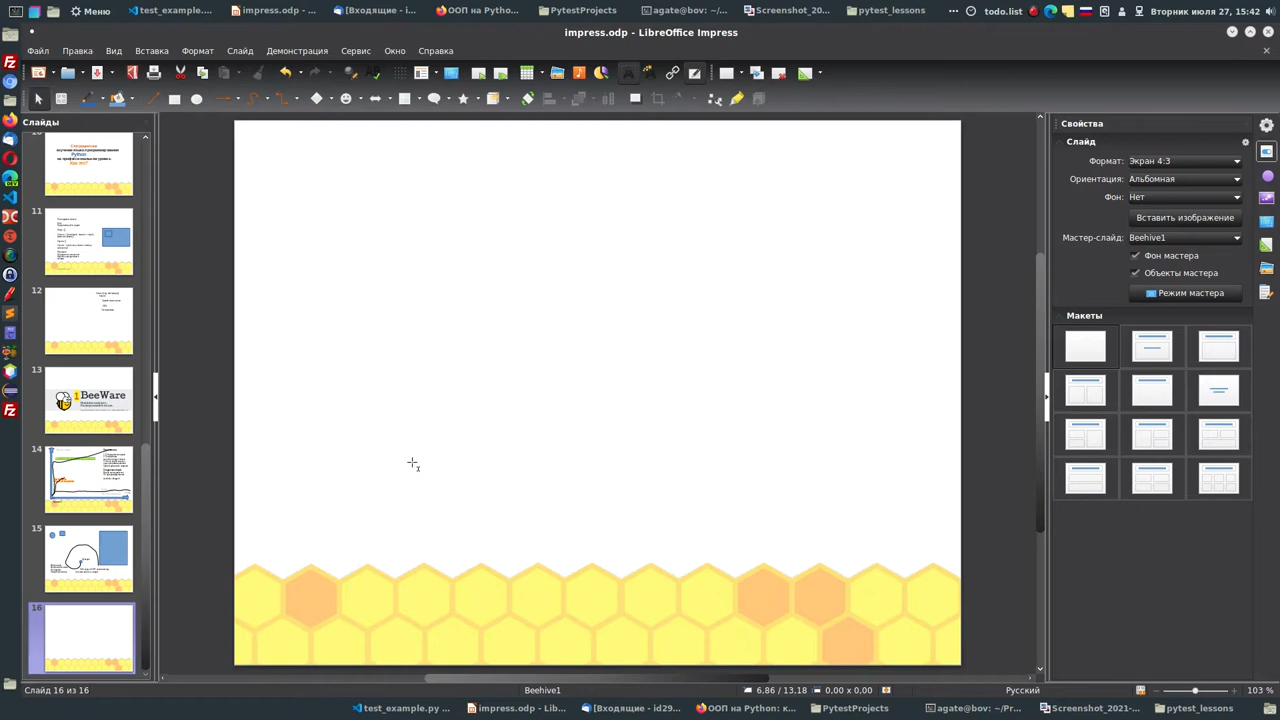 Меню
test_example....
impress.odp - ...
[Входящие - id...
ООП на Pytho...
PytestProjects
agate@bov: ~/...
Screenshot_20...
pytest_lessons
todo.list
Вторник июля 27, 15:42
impress.odp - LibreOffice Impress
Файл Правка Вид Вставка Формат Слайд Демонстрация Сервис Окно Справка
Слайды
Python
11
12
13
BeeWare
14
15
16
Свойства
Слайд
Формат: Экран 4:3
Ориентация: Альбомная
Фон: Нет
Вставить изображение
Мастер-слайд: Beehive1
Фон мастера
Объекты мастера
Режим мастера
Макеты
Слайд 16 из 16
Beehive1
6.86 / 13,18
0,00 x 0,00
Русский
103 %
test_example.py ...
impress.odp - Lib...
[Входящие - id29...
ООП на Python: к...
PytestProjects
agate@bov: ~/Pr...
Screenshot_2021-...
pytest_lessons